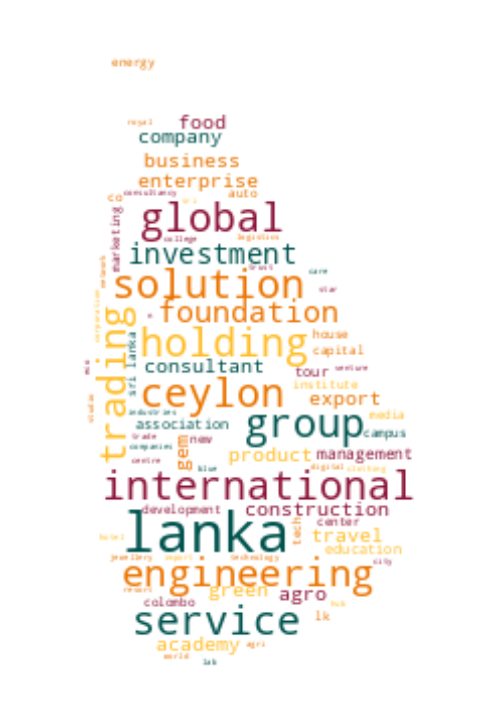 energy
royal
food
company
business
enterprise
consultancy
co
auto
sri
marketing
global
college
logistics
investment
trust
care
network
solution
star
corporation
foundation
trading
sri lanka
holding
house
capital
consultant
tour
venture
institute
ceylon
export
industries
media
association
group
campus
trade
new
companies
gem
product
management
centre
blue
digital
clothing
international
development
construction
center
lanka
tech
travel
hotel
education
jewellery
import
technology
city
engineering
resort
green
agro
colombo
hub
service
lk
academy
agri
world
lab